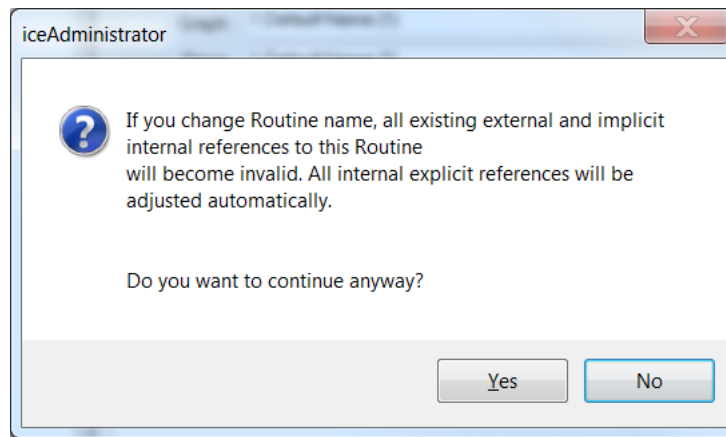 iceAdministrator
If you change Routine name, all existing external and implicit
internal references to this Routine
will become invalid. All internal explicit references will be
adjusted automatically.
Do you want to continue anyway?
Yes
No